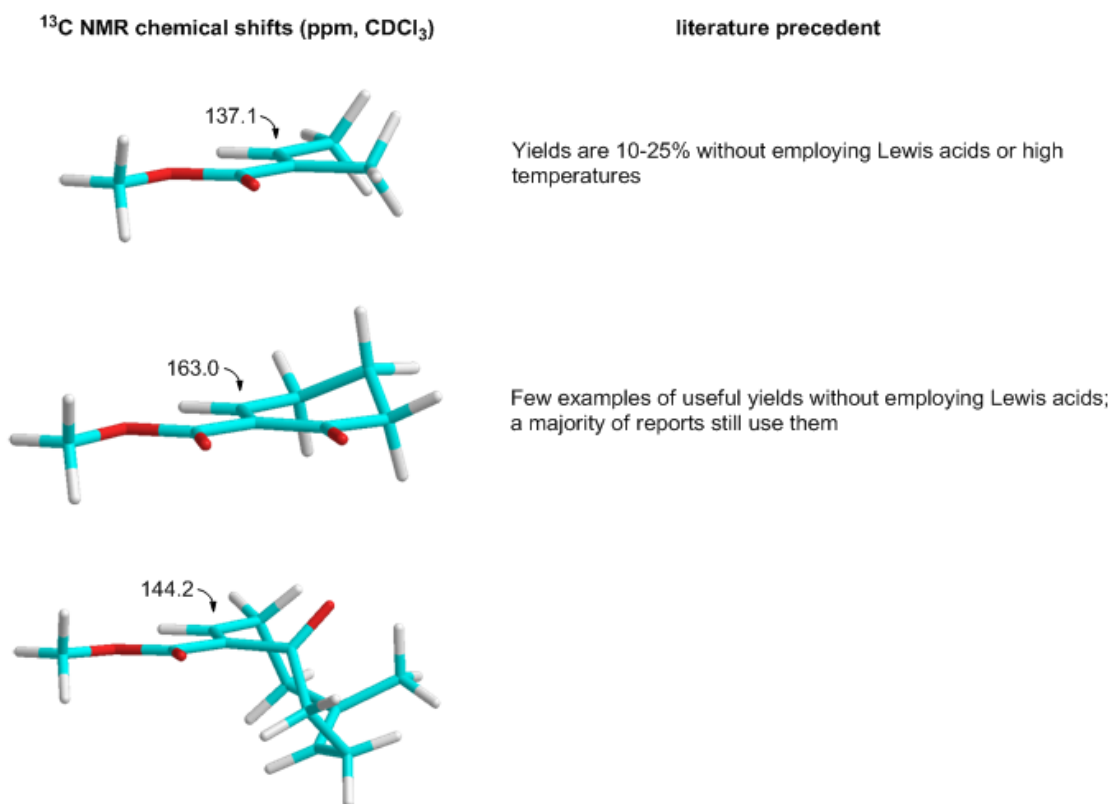 ¹³C NMR chemical shifts (ppm, CDCl₃)
literature precedent
137.1
Yields are 10-25% without employing Lewis acids or high
temperatures
163.0
Few examples of useful yields without employing Lewis acids;
a majority of reports still use them
144.2